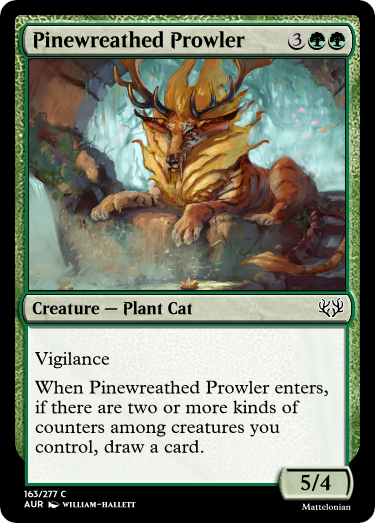 Pinewreathed Prowler 3
Creature — Plant Cat
Vigilance
When Pinewreathed Prowler enters,
if there are two or more kinds of
counters among creatures you
control, draw a card.
5/4
163/277 C
AUR WILLIAM-HALLETT
Mattelonian